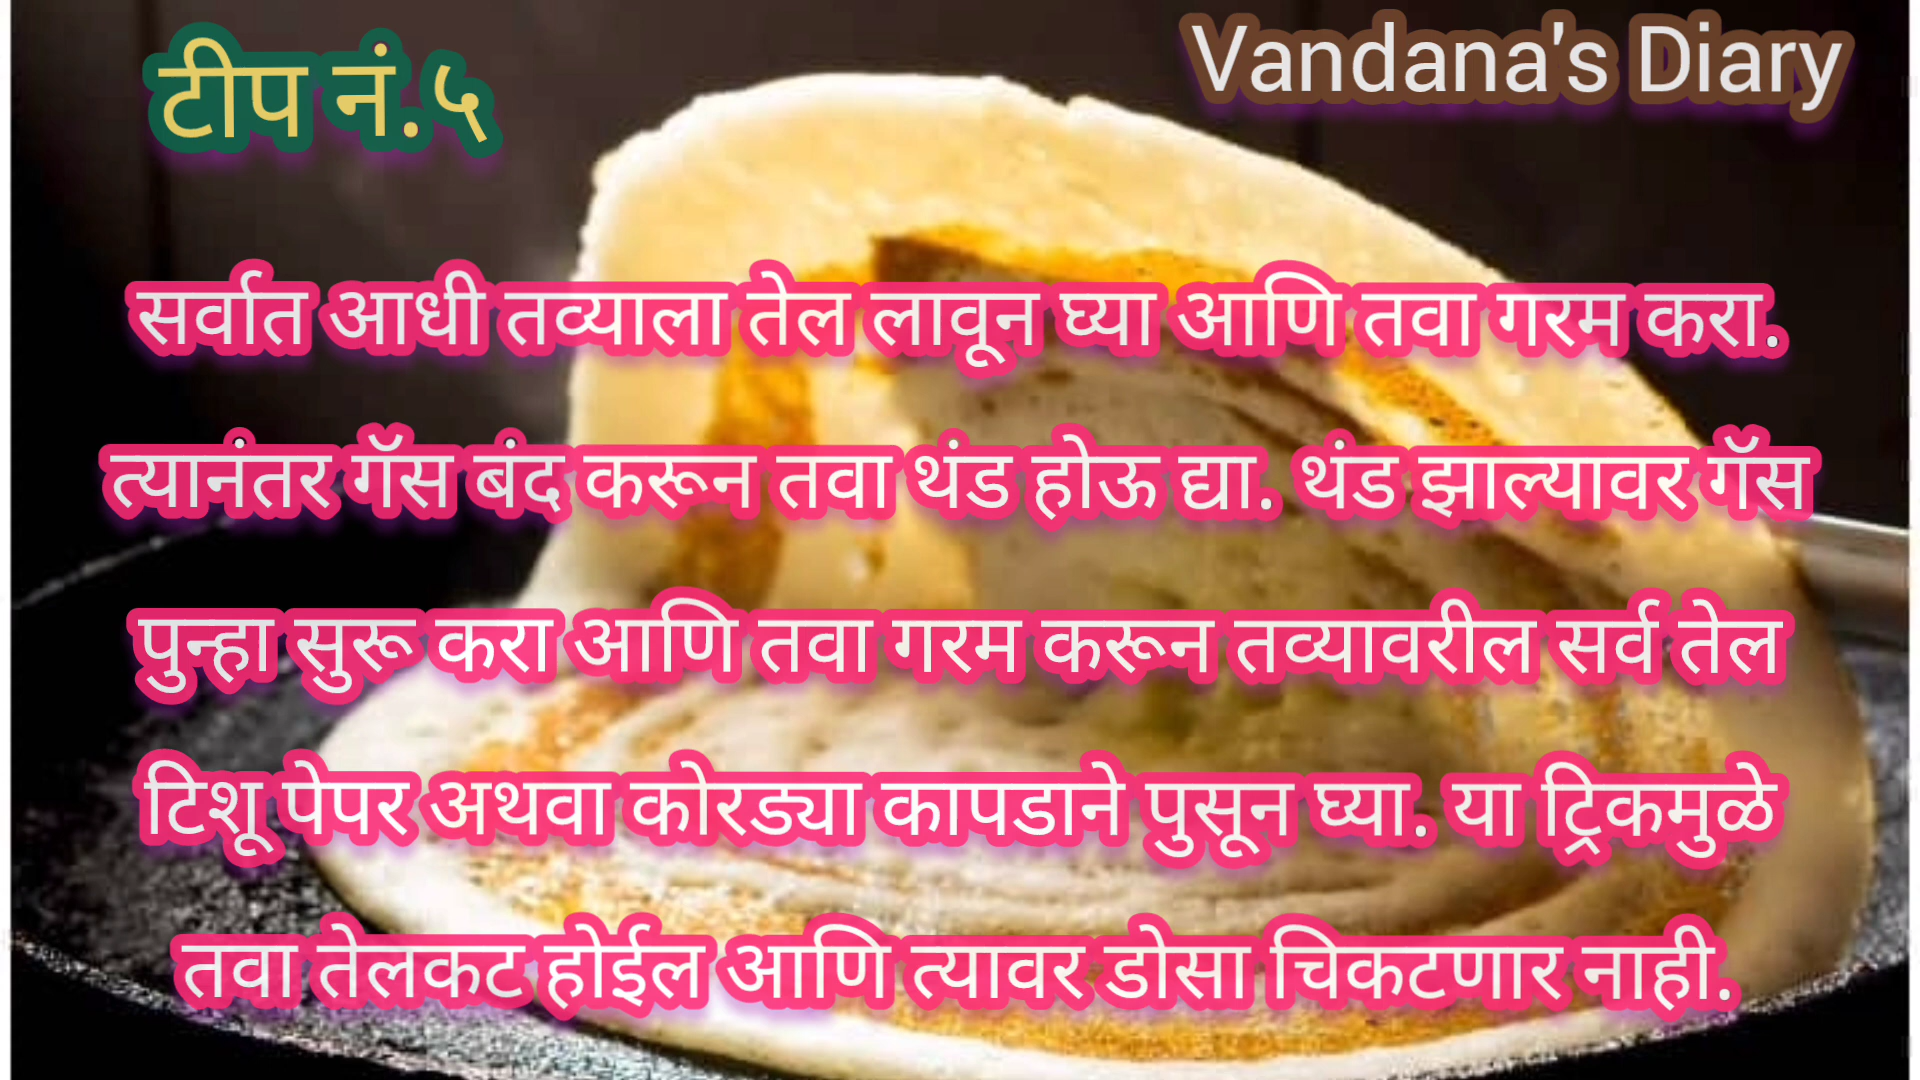 टीप नं.५
Vandana's Diary
सर्वात आधी तव्याला तेल लावून घ्या आणि तवा गरम करा.
त्यानंतर गॅस बंद करून तवा थंड होऊ द्या. थंड झाल्यावर गॅस
पुन्हा सुरू करा आणि तवा गरम करून तव्यावरील सर्व तेल
टिशू पेपर अथवा कोरड्या कापडाने पुसून घ्या. या ट्रिकमुळे
तवा तेलकट होईल आणि त्यावर डोसा चिकटणार नाही.